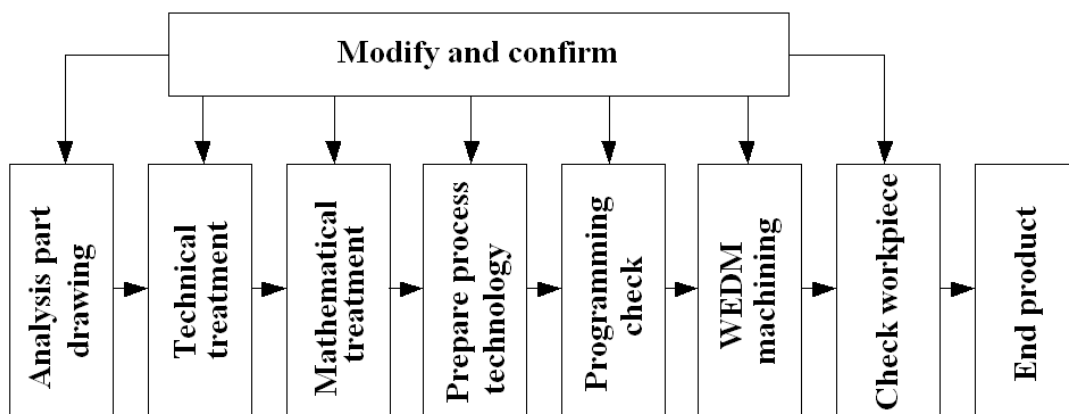 Modify and confirm
Analysis part
drawing
Technical
treatment
Mathematical
treatment
Prepare process
technology
Programming
check
WEDM
machining
Check workpiece
End product